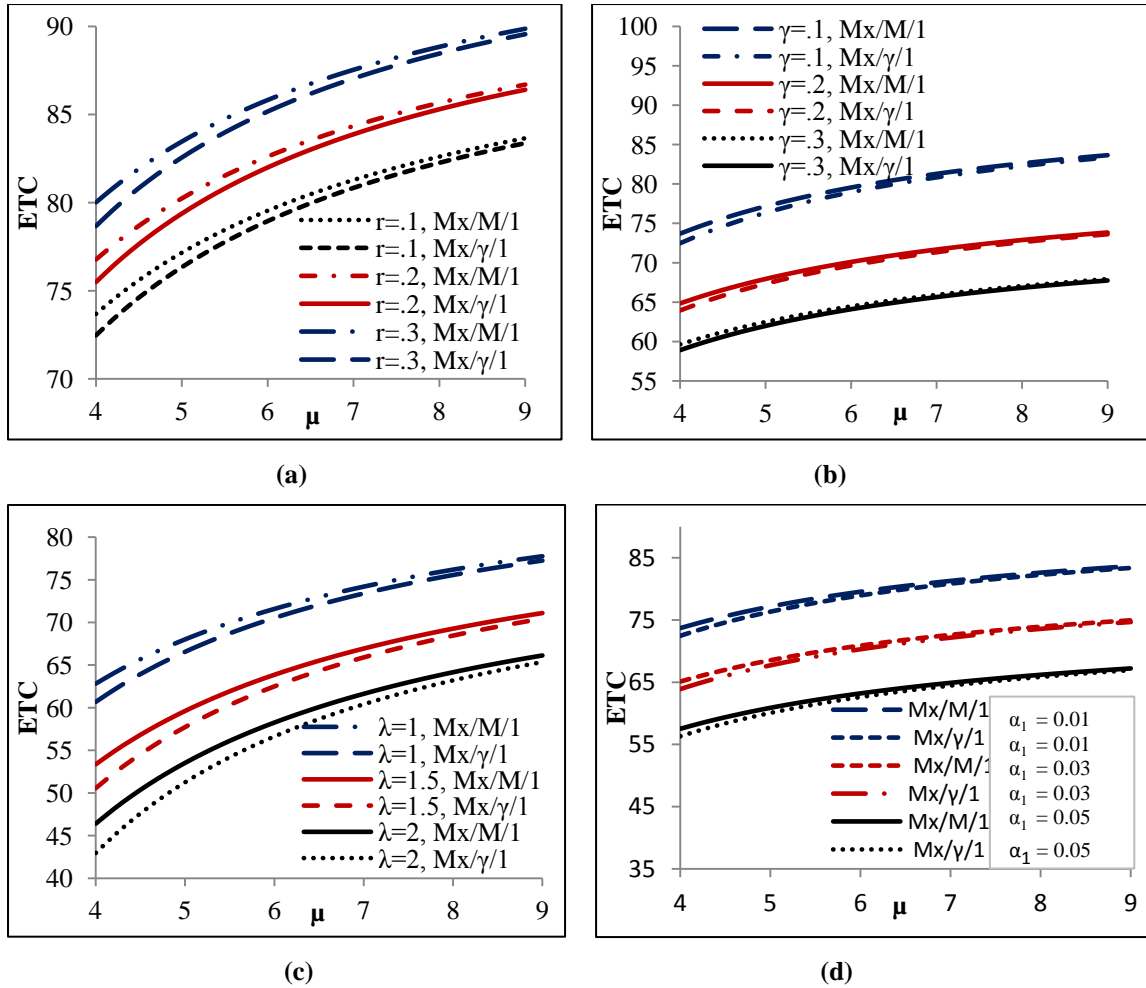 90
85
80
75
70
ETC
r=.1, Mx/M/1
r=.1, Mx/γ/1
r=.2, Mx/M/1
r=.2, Mx/γ/1
r=.3, Mx/M/1
r=.3, Mx/γ/1
4 5 6 7 8 9
μ
(a)
100
95
90
85
80
75
70
65
60
55
ETC
γ=.1, Mx/M/1
γ=.1, Mx/γ/1
γ=.2, Mx/M/1
γ=.2, Mx/γ/1
γ=.3, Mx/M/1
γ=.3, Mx/γ/1
4 5 6 7 8 9
μ
(b)
80
75
70
65
60
55
50
45
40
ETC
λ=1, Mx/M/1
λ=1, Mx/γ/1
λ=1.5, Mx/M/1
λ=1.5, Mx/γ/1
λ=2, Mx/M/1
λ=2, Mx/γ/1
4 5 6 7 8 9
μ
(c)
85
75
65
55
45
35
ETC
Mx/M/1 α₁ = 0.01
Mx/γ/1 α₁ = 0.01
Mx/M/1 α₁ = 0.03
Mx/γ/1 α₁ = 0.03
Mx/M/1 α₁ = 0.05
Mx/γ/1 α₁ = 0.05
4 5 6 7 8 9
μ
(d)